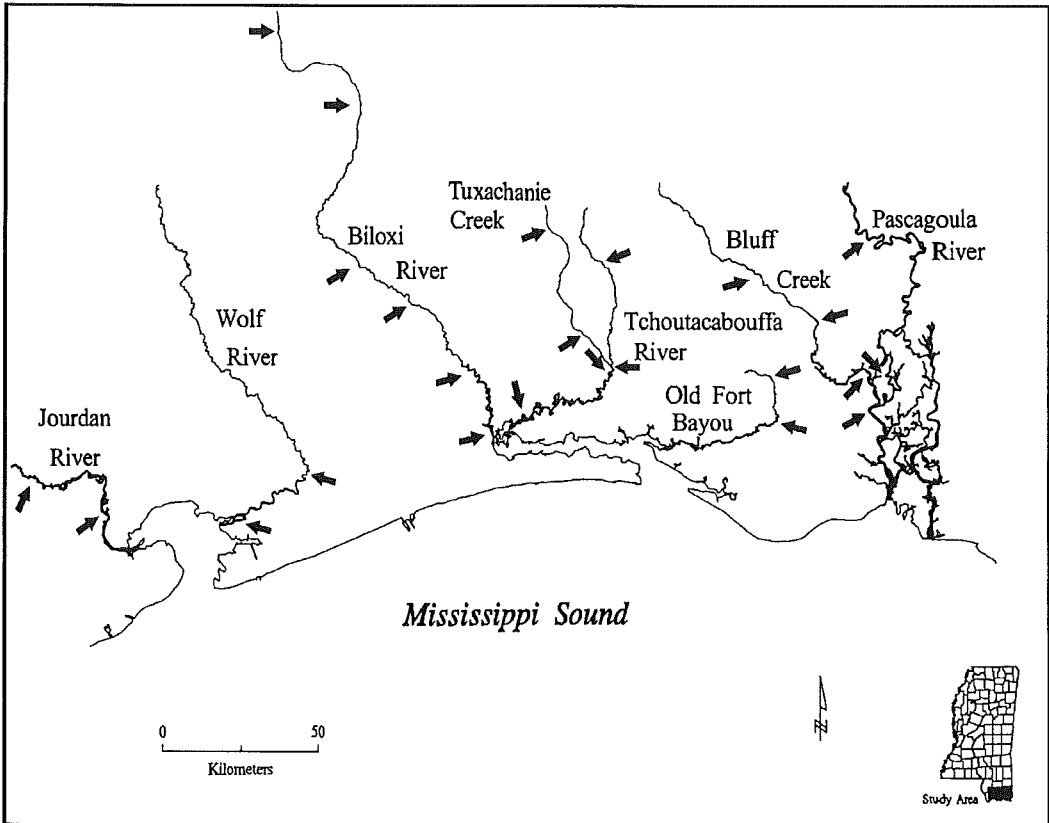 Tuxachanie
Creek
Pascagoula
River
Biloxi
River
Bluff
Creek
Wolf
River
Tchoutacabouffa
River
Old Fort
Bayou
Jourdan
River
Mississippi Sound
0 50
Kilometers
N
Study Area